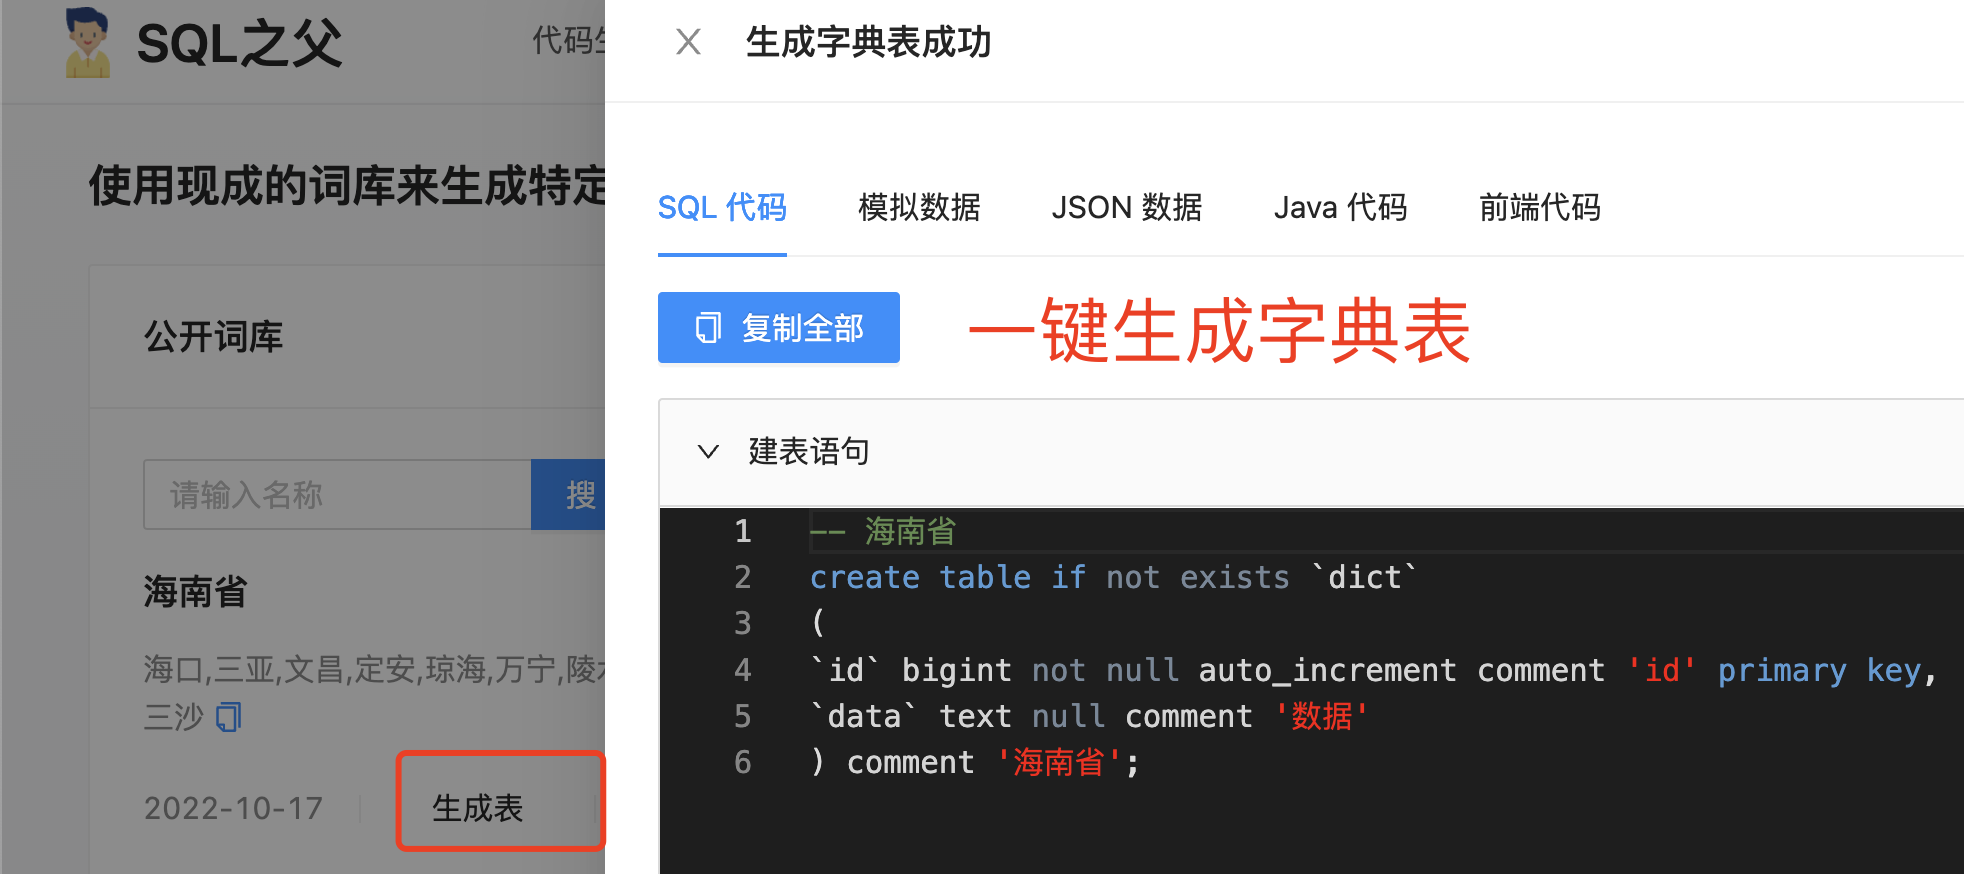 SQL之父
代码
使用现成的词库来生成特定
公开词库
请输入名称
搜
海南省
海口,三亚,文昌,定安,琼海,万宁,陵
三沙
2022-10-17
生成表
生成字典表成功
SQL 代码
模拟数据
JSON 数据
Java 代码
前端代码
复制全部
一键生成字典表
建表语句
1 -- 海南省
2 create table if not exists `dict`
3 (
4 `id` bigint not null auto_increment comment 'id' primary key,
5 `data` text null comment '数据'
6 ) comment '海南省';